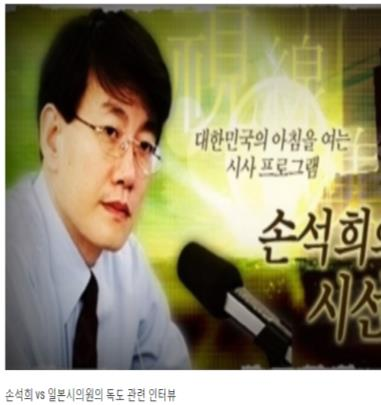 視線
대한민국의 아침을 여는
시사 프로그램
손석희의
시선
손석희 vs 일본시의원의 독도 관련 인터뷰